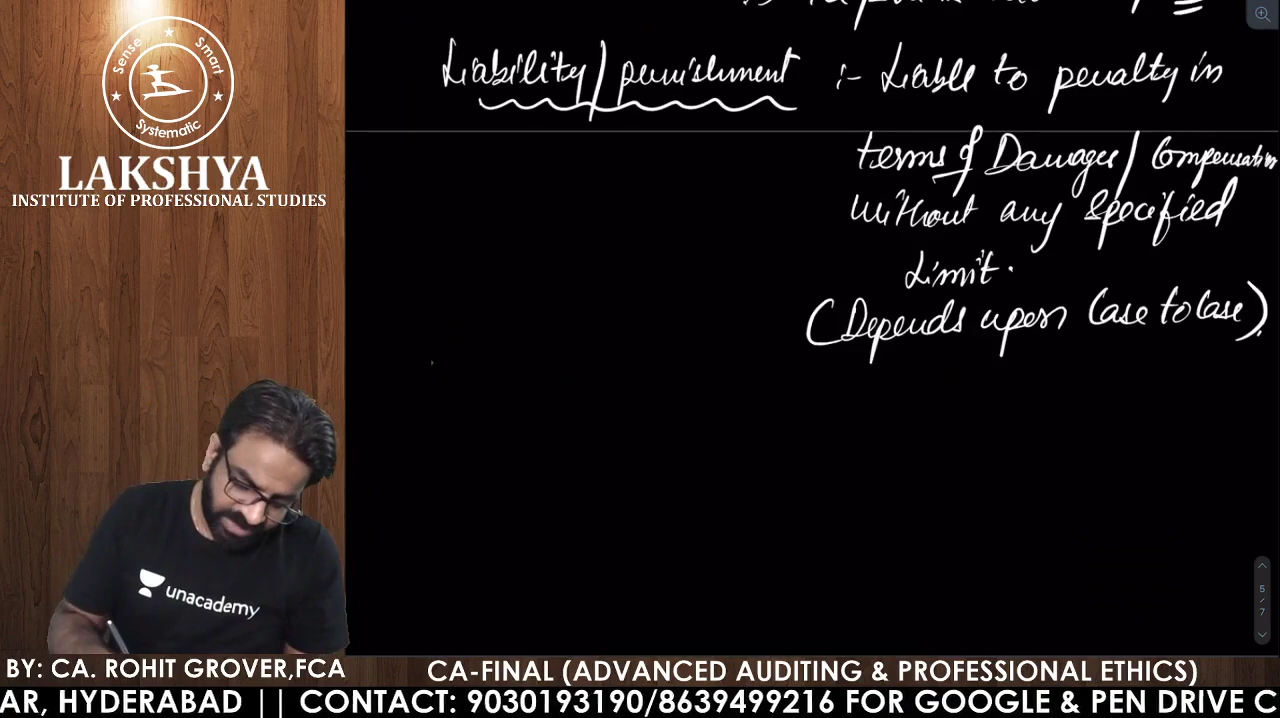 Sense
Smart
Systematic
LAKSHYA
INSTITUTE OF PROFESSIONAL STUDIES
Liability/punishment :- Liable to penalty in
terms of Damages/Compensation
without any specified
Limit.
(Depends upon Case to Case).
unacademy
5
/
7
BY: CA. ROHIT GROVER,FCA
CA-FINAL (ADVANCED AUDITING & PROFESSIONAL ETHICS)
AR, HYDERABAD || CONTACT: 9030193190/8639499216 FOR GOOGLE & PEN DRIVE C